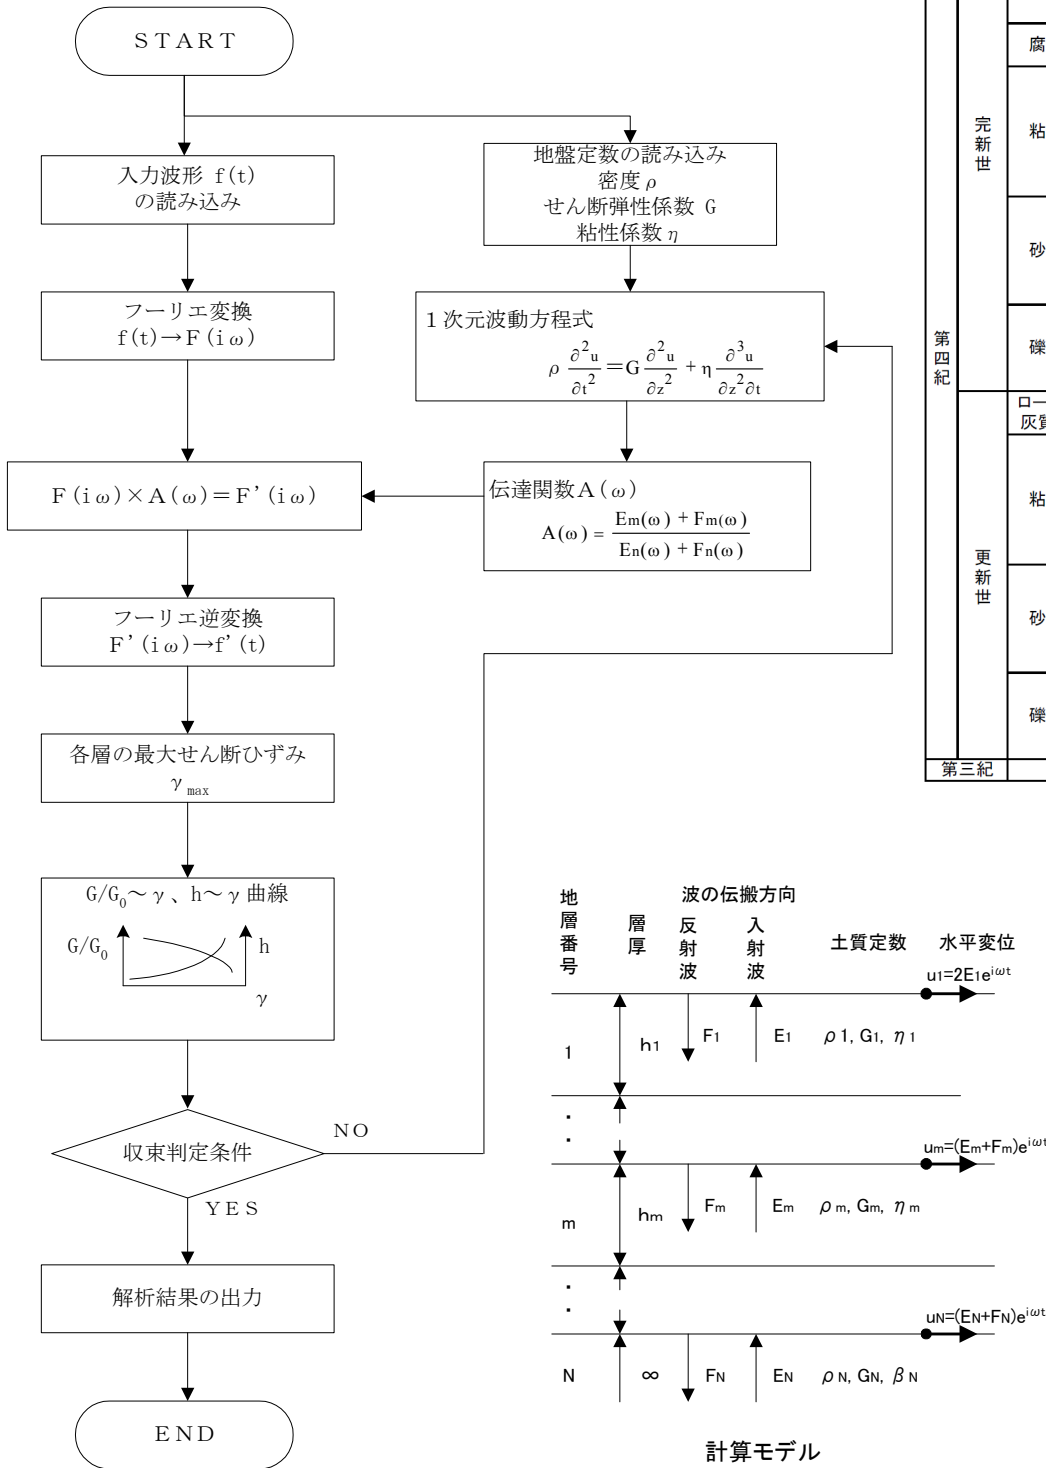 START
入力波形 f(t)
の読み込み
地盤定数の読み込み
密度 ρ
せん断弾性係数 G
粘性係数 η
フーリエ変換
f(t)→F(iω)
1次元波動方程式
ρ ∂²u/∂t² = G ∂²u/∂z² + η ∂³u/∂z²∂t
F(iω)×A(ω)=F'(iω)
伝達関数A(ω)
A(ω) = (Em(ω) + Fm(ω))/(En(ω) + Fn(ω))
フーリエ逆変換
F'(iω)→f'(t)
各層の最大せん断ひずみ
γmax
G/G₀～γ、h～γ曲線
G/G₀
h
γ
収束判定条件
NO
YES
解析結果の出力
END
第四紀
完新世
腐
粘
砂
礫
更新世
ロー
灰質
粘
砂
礫
第三紀
地層番号
層厚
波の伝搬方向
反射波
入射波
土質定数
水平変位
u1=2E1e^iωt
1
h1
F1
E1
ρ1, G1, η1
・
・
um=(Em+Fm)e^iωt
m
hm
Fm
Em
ρm, Gm, ηm
・
・
uN=(EN+FN)e^iωt
N
∞
FN
EN
ρN, GN, βN
計算モデル